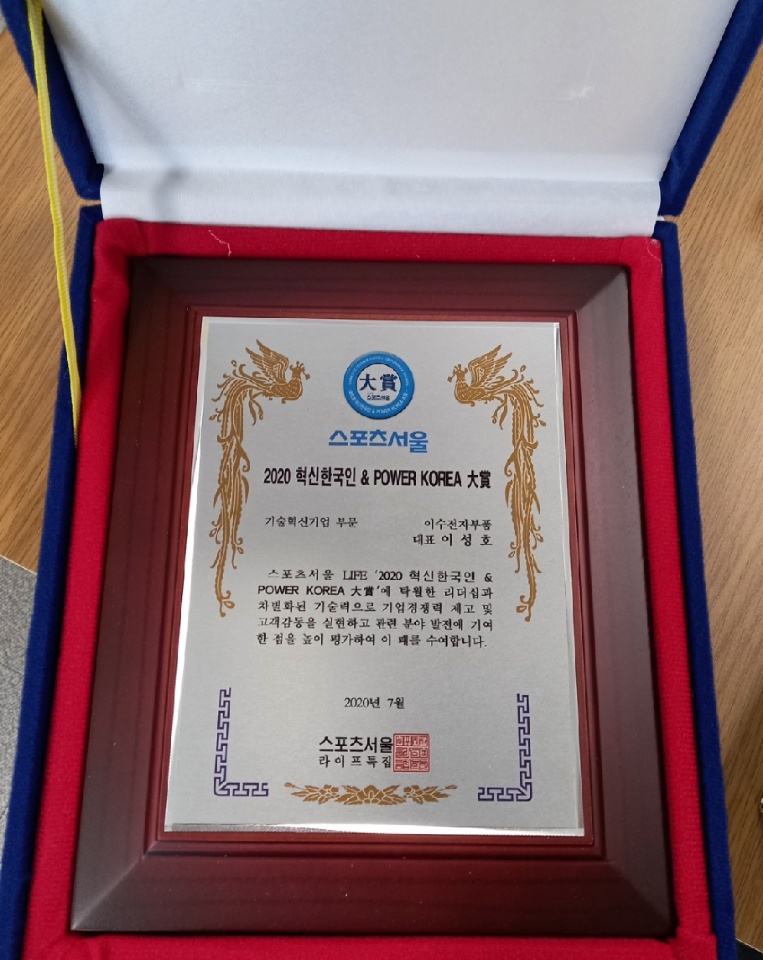 大賞
스포츠서울
스포츠서울
2020 혁신한국인 & POWER KOREA 大賞
기술혁신기업 부문 이수전자부품
대표 이성호
스포츠서울 LIFE '2020 혁신한국인 &
POWER KOREA 大賞'에 탁월한 리더십과
차별화된 기술력으로 기업경쟁력 제고 및
고객감동을 실현하고 관련 분야 발전에 기여
한 점을 높이 평가하여 이 패를 수여합니다.
2020년 7월
스포츠서울
라이프특집